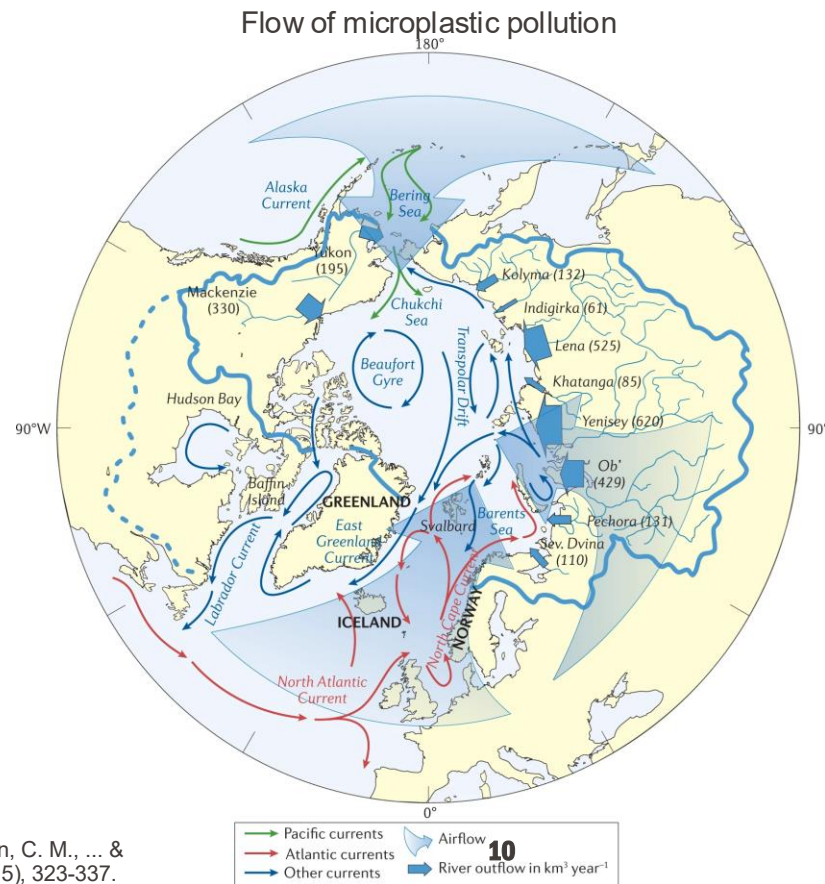 Flow of microplastic pollution
180°
Alaska
Current
Bering
Sea
Yukon
(195)
Mackenzie
(330)
Chukchi
Sea
Kolyma (132)
Indigirka (61)
Lena (525)
Khatanga (85)
Yenisey (620)
Ob’
(429)
Pechora (131)
Sev. Dvina
(110)
Transpolar Drift
Beaufort
Gyre
Hudson Bay
90°W
90°
Baffin
Island
GREENLAND
East
Greenland
Current
Svalbard
Barents
Sea
Labrador Current
ICELAND
North Cape Current
NORWAY
North Atlantic
Current
0°
n, C. M., ... &
5), 323-337.
Pacific currents
Atlantic currents
Other currents
Airflow
10
River outflow in km³ year⁻¹